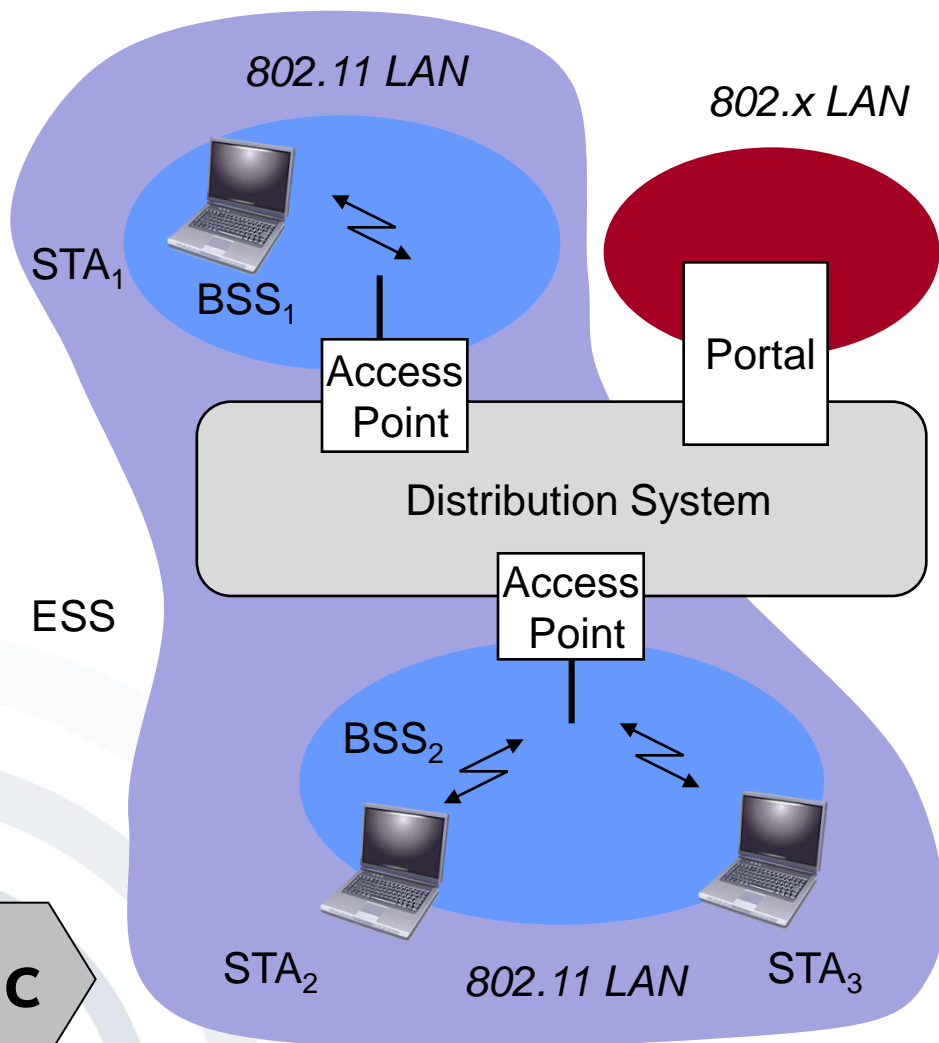 802.11 LAN
802.x LAN
STA₁
BSS₁
Access
Point
Portal
Distribution System
Access
Point
ESS
BSS₂
STA₂
802.11 LAN
STA₃
C